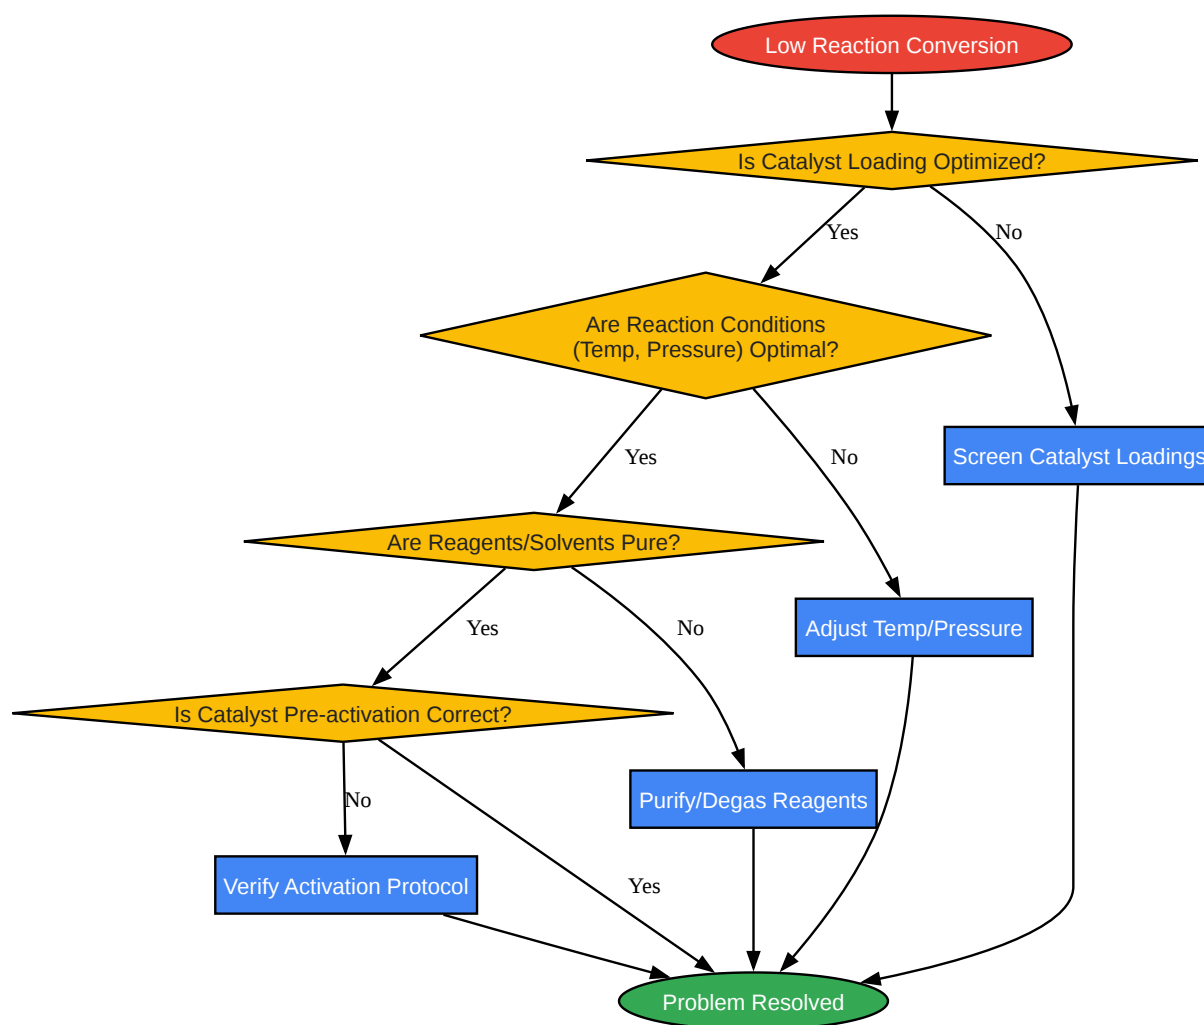 Low Reaction Conversion
Is Catalyst Loading Optimized?
Yes
No
Are Reaction Conditions
(Temp, Pressure) Optimal?
Yes
No
Screen Catalyst Loadings
Are Reagents/Solvents Pure?
Yes
No
Adjust Temp/Pressure
Is Catalyst Pre-activation Correct?
No
Purify/Degas Reagents
Verify Activation Protocol
Yes
Problem Resolved